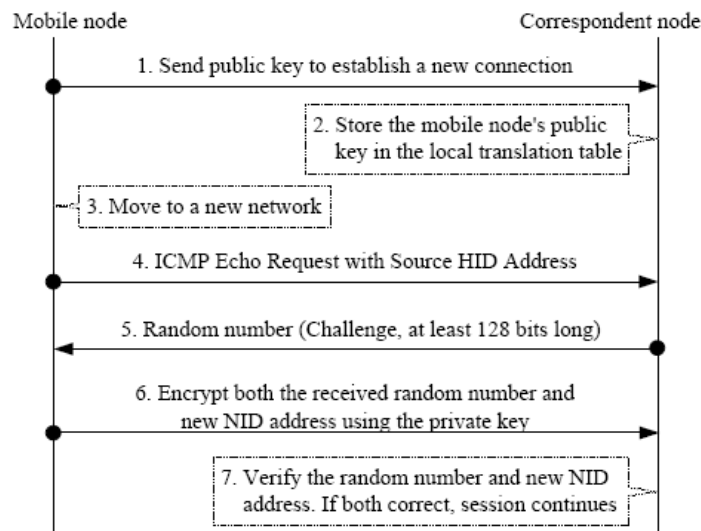 Mobile node
Correspondent node
1. Send public key to establish a new connection
2. Store the mobile node's public
key in the local translation table
3. Move to a new network
4. ICMP Echo Request with Source HID Address
5. Random number (Challenge, at least 128 bits long)
6. Encrypt both the received random number and
new NID address using the private key
7. Verify the random number and new NID
address. If both correct, session continues